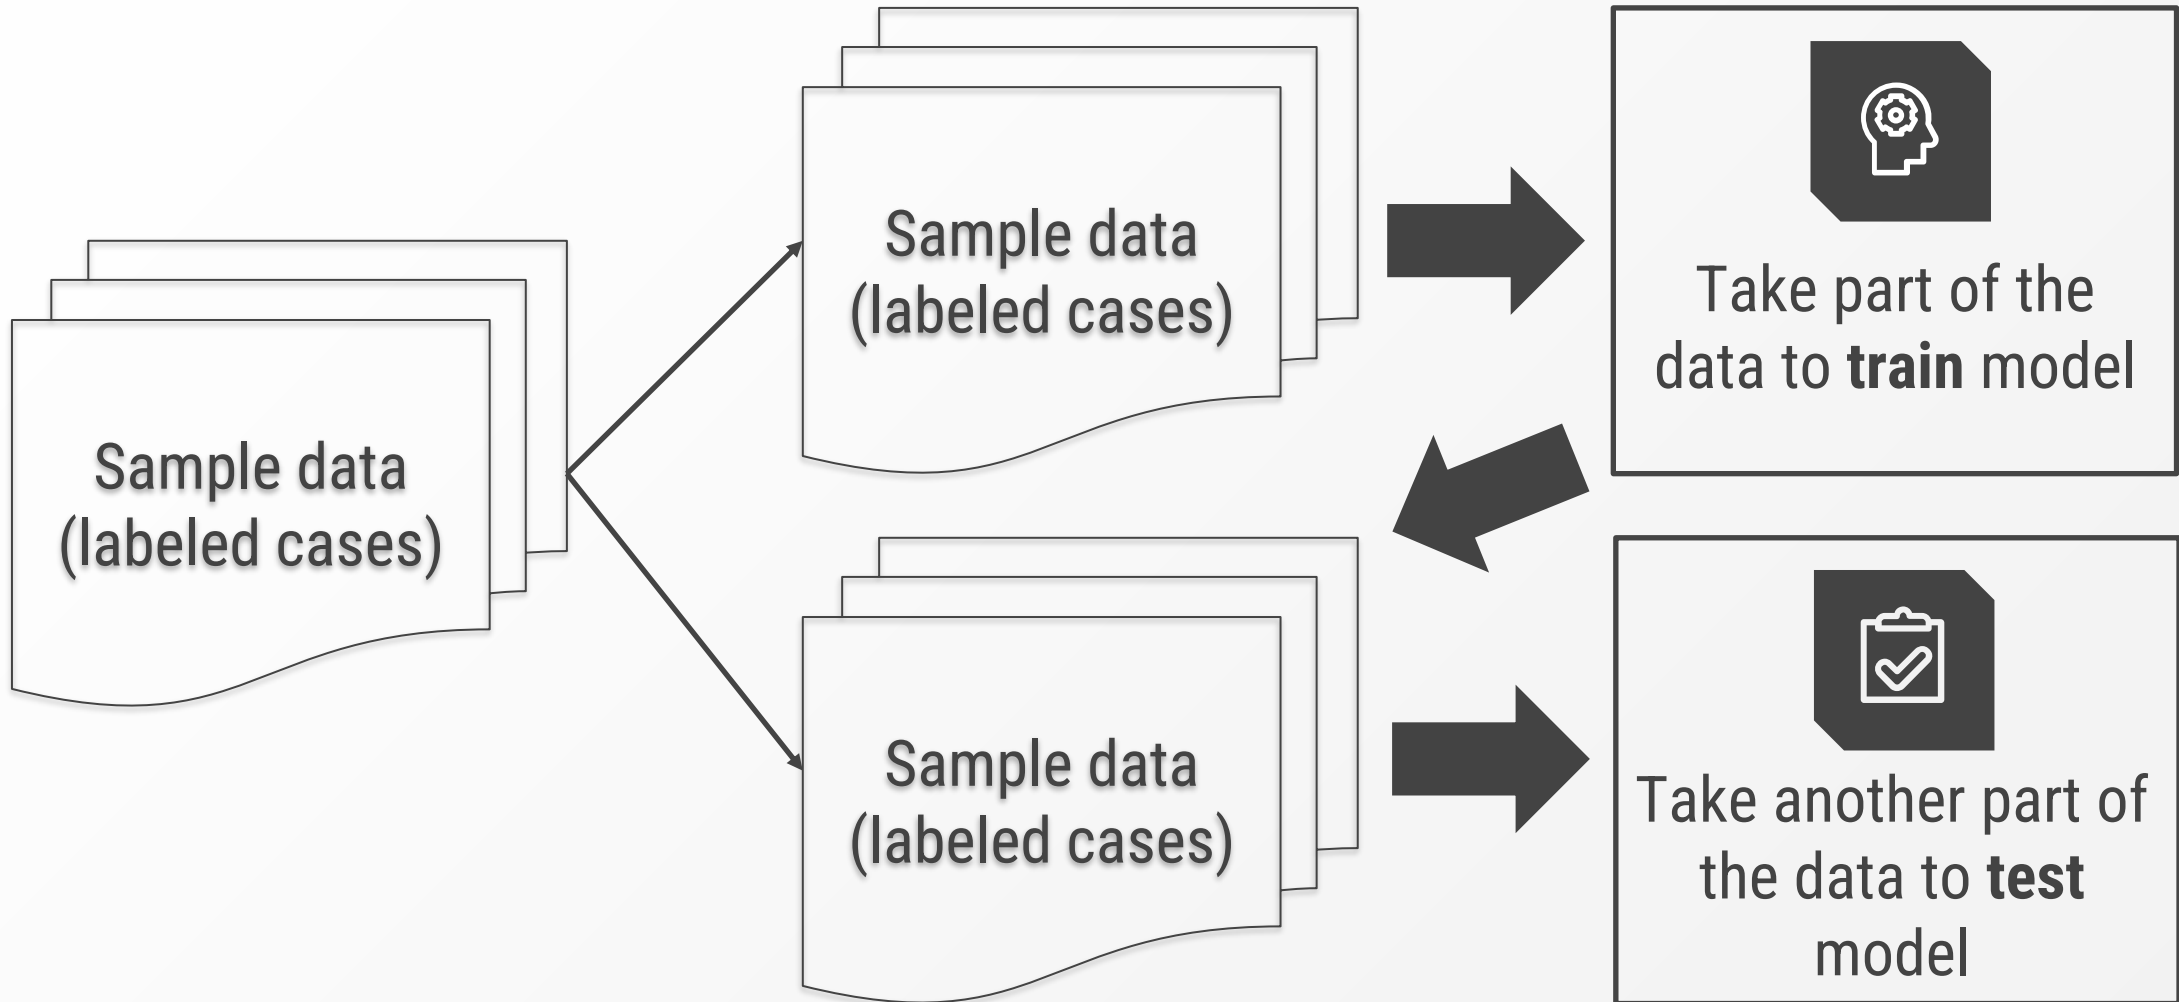 Sample data
(labeled cases)
Sample data
(labeled cases)
Take part of the
data to train model
Sample data
(labeled cases)
Take another part of
the data to test
model